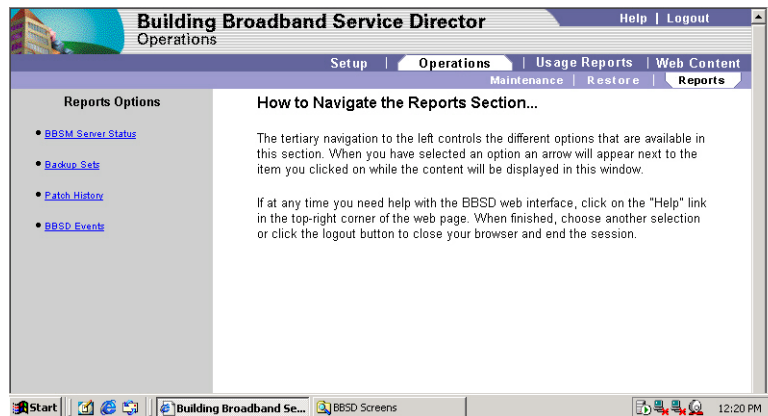 Building Broadband Service Director
Operations
Help | Logout
Setup | Operations | Usage Reports | Web Content
Maintenance | Restore | Reports
Reports Options
BBSM Server Status
Backup Sets
Patch History
BBSD Events
How to Navigate the Reports Section...
The tertiary navigation to the left controls the different options that are available in
this section. When you have selected an option an arrow will appear next to the
item you clicked on while the content will be displayed in this window.
If at any time you need help with the BBSD web interface, click on the "Help" link
in the top-right corner of the web page. When finished, choose another selection
or click the logout button to close your browser and end the session.
Start
Building Broadband Se...
BBSD Screens
12:20 PM